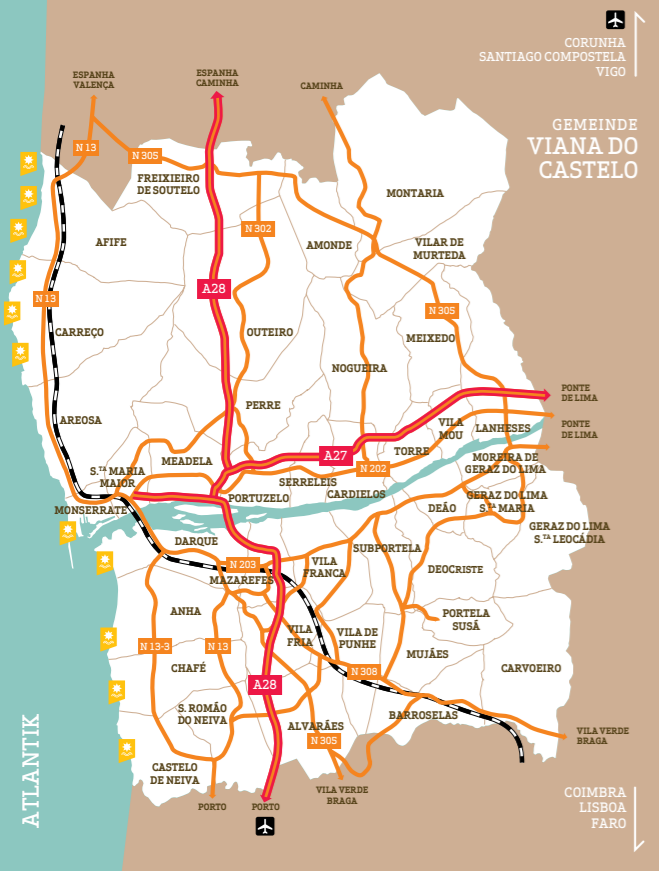 CORUNHA
SANTIAGO COMPOSTELA
VIGO
GEMEINDE
VIANA DO
CASTELO
ESPANHA
VALENÇA
ESPANHA
CAMINHA
CAMINHA
N 13
N 305
FREIXIEIRO
DE SOUTELO
MONTARIA
N 302
AFIFE
AMONDE
VILAR DE
MURTEDA
A28
N 13
N 305
CARREÇO
OUTEIRO
MEIXEDO
NOGUEIRA
PONTE
DE LIMA
PERRE
AREOSA
VILA
MOU
LANHESES
PONTE
DE LIMA
MEADELA
A27
TORRE
N 202
S.TA MARIA
MAIOR
MOREIRA DE
GERAZ DO LIMA
SERRELEIS
CARDIELOS
PORTUZELO
MONSERRATE
DEÃO
GERAZ DO LIMA
S.TA MARIA
GERAZ DO LIMA
S.TA LEOCÁDIA
DARQUE
SUBPORTELA
N 203
MAZAREFES
VILA
FRANCA
DEOCRISTE
ANHA
PORTELA
SUSÃ
VILA
FRIA
VILA DE
PUNHE
N 13-3
N 13
MUJÃES
CHAFÉ
N 308
CARVOEIRO
A28
S. ROMÃO
DO NEIVA
BARROSELAS
ALVARÃES
N 305
VILA VERDE
BRAGA
CASTELO
DE NEIVA
VILA VERDE
BRAGA
PORTO
PORTO
ATLANTIK
COIMBRA
LISBOA
FARO